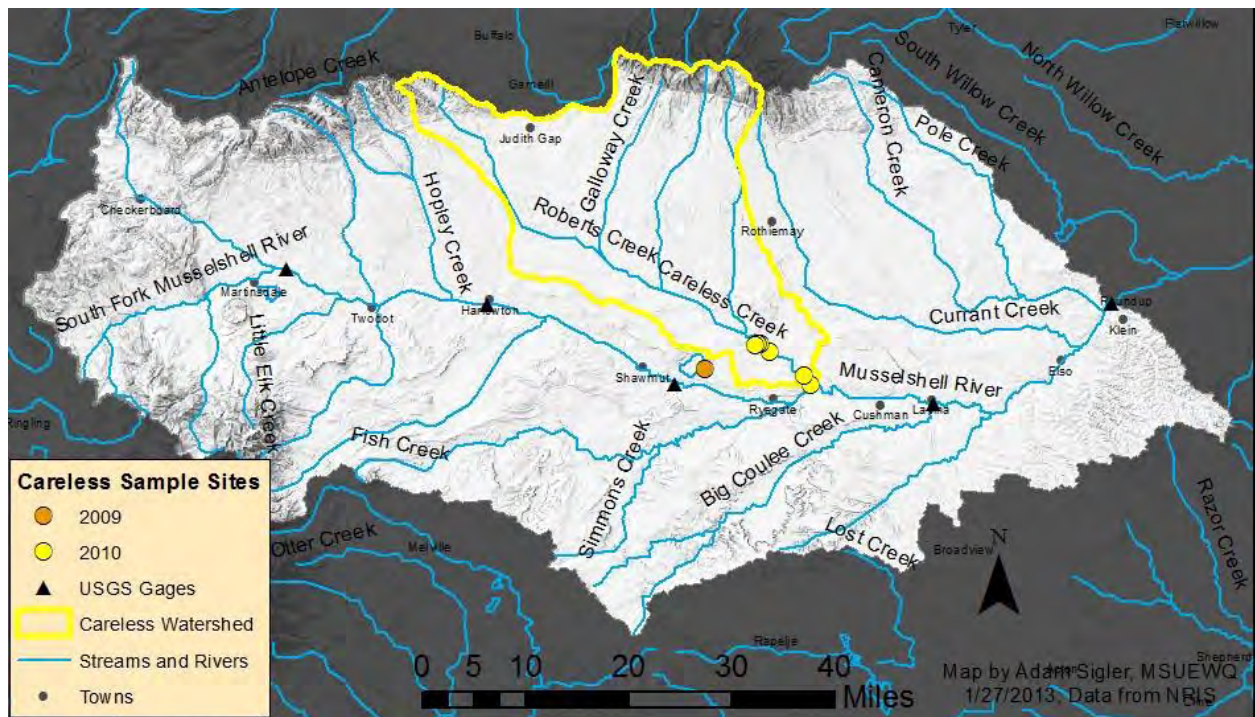 Tyler
Flatwillow
Buffalo
South Willow Creek
North Willow Creek
Antelope Creek
Garneill
Cameron Creek
Pole Creek
Judith Gap
Galloway Creek
Hopley Creek
Checkerboard
Roberts Creek
Rothiemay
South Fork Musselshell River
Careless Creek
Martinsdale
Twodot
Harlowton
Currant Creek
Roundup
Klein
Little Elk Creek
Shawmut
Musselshell River
Elso
Ryegate
Cushman
Lavina
Ringling
Fish Creek
Simmons Creek
Big Coulee Creek
Lost Creek
Razor Creek
Careless Sample Sites
2009
2010
USGS Gages
Careless Watershed
Streams and Rivers
Towns
Otter Creek
Melville
Broadview
N
Rapelje
Shepherd
Acton
0 5 10 20 30 40
Miles
Map by Adam Sigler, MSUEWQ
1/27/2013, Data from NRIS